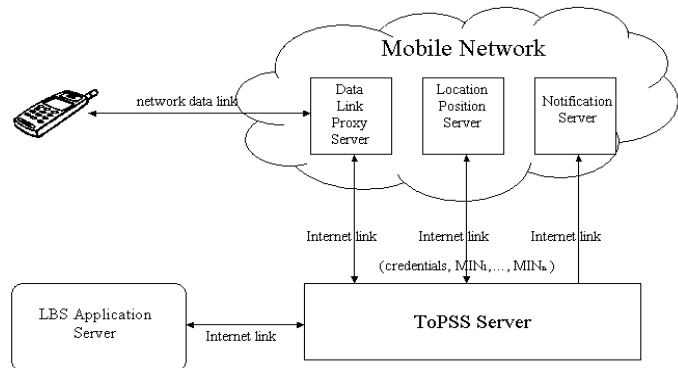 Mobile Network
network data link
Data
Link
Proxy
Server
Location
Position
Server
Notification
Server
Internet link
Internet link
Internet link
(credentials, MIN₁,..., MINₙ)
LBS Application
Server
Internet link
ToPSS Server